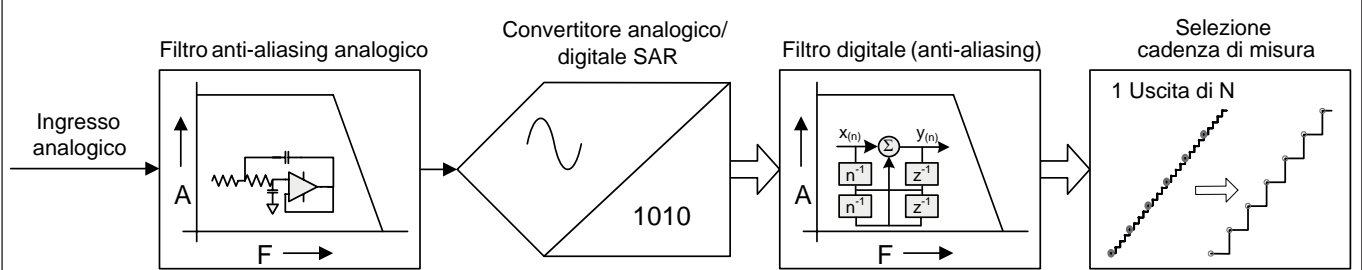 Ingresso
analogico
Filtro anti-aliasing analogico
A
F
Convertitore analogico/
digitale SAR
1010
Filtro digitale (anti-aliasing)
A
x(n)
Σ
y(n)
n-1
z-1
n-1
z-1
F
Selezione
cadenza di misura
1 Uscita di N